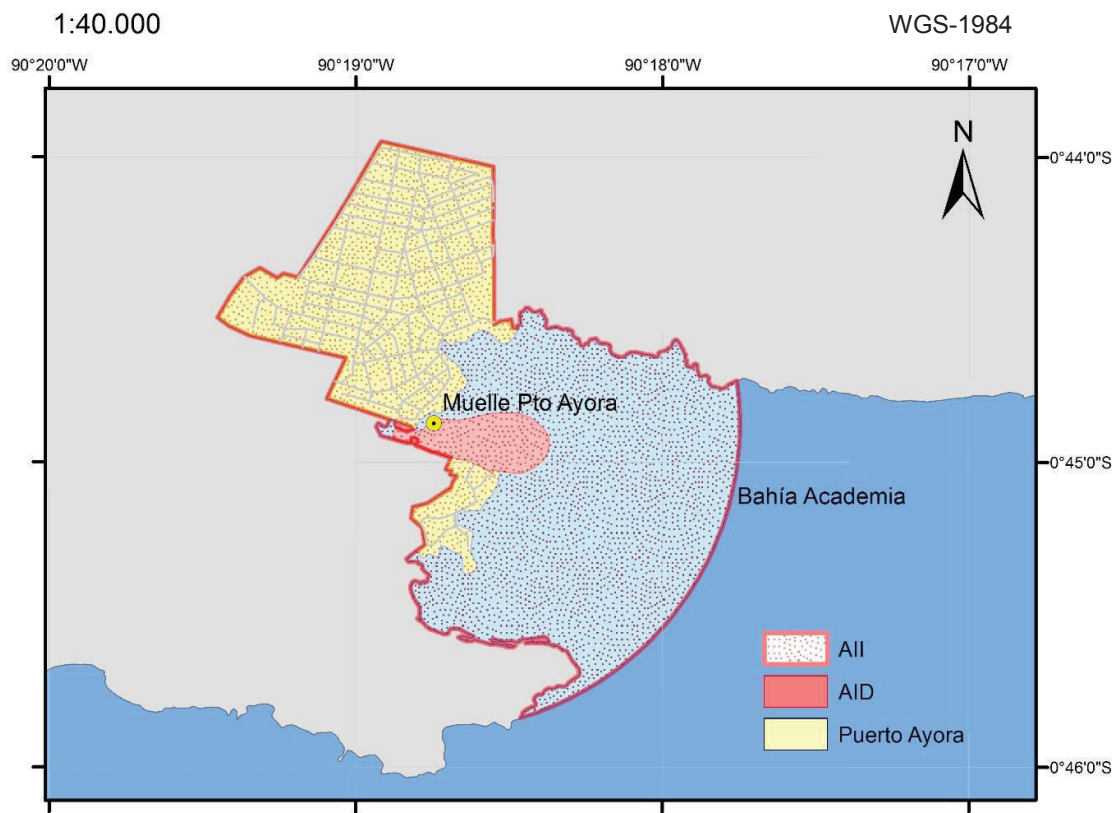 1:40.000
WGS-1984
90°20'0"W
90°19'0"W
90°18'0"W
90°17'0"W
N
0°44'0"S
Muelle Pto Ayora
0°45'0"S
Bahía Academia
AII
AID
Puerto Ayora
0°46'0"S